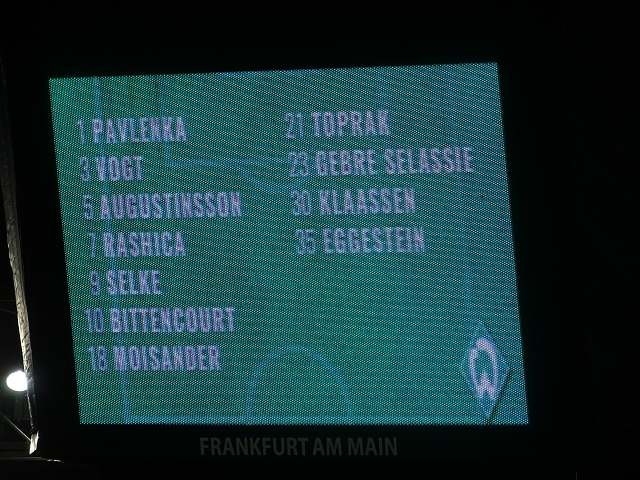 1 PAVLENKA
3 VOGT
5 AUGUSTINSSON
7 RASHICA
9 SELKE
10 BITTENCOURT
18 MOISANDER
21 TOPRAK
23 GEBRE SELASSIE
30 KLAASSEN
35 EGGESTEIN
W
FRANKFURT AM MAIN